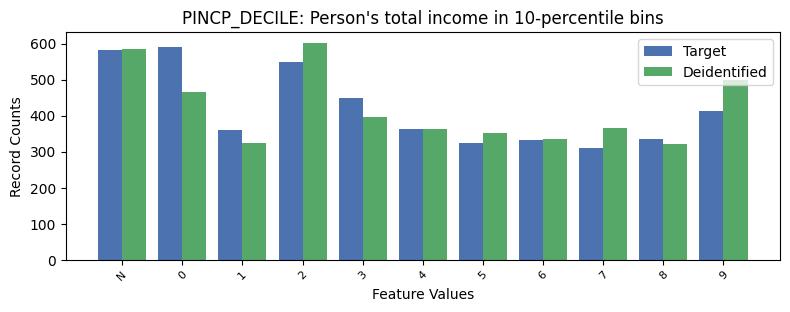 PINCP_DECILE: Person's total income in 10-percentile bins
Target
Deidentified
Record Counts
600
500
400
300
200
100
0
N 0 1 2 3 4 5 6 7 8 9
Feature Values